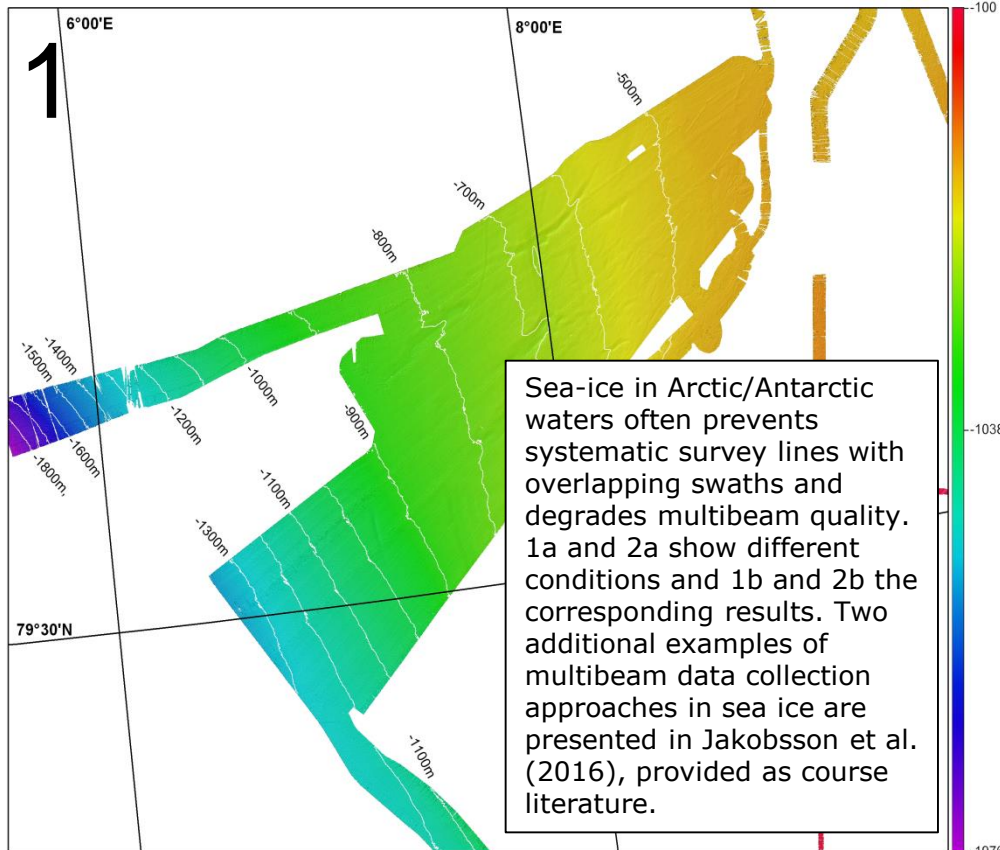 6°00'E
8°00'E
-100
1
-500m
-700m
-800m
-1400m
-1500m
-1000m
-1200m
-1600m
-1800m,
-900m
-1038
-1100m
-1300m
79°30'N
-1100m
Sea-ice in Arctic/Antarctic
waters often prevents
systematic survey lines with
overlapping swaths and
degrades multibeam quality.
1a and 2a show different
conditions and 1b and 2b the
corresponding results. Two
additional examples of
multibeam data collection
approaches in sea ice are
presented in Jakobsson et al.
(2016), provided as course
literature.